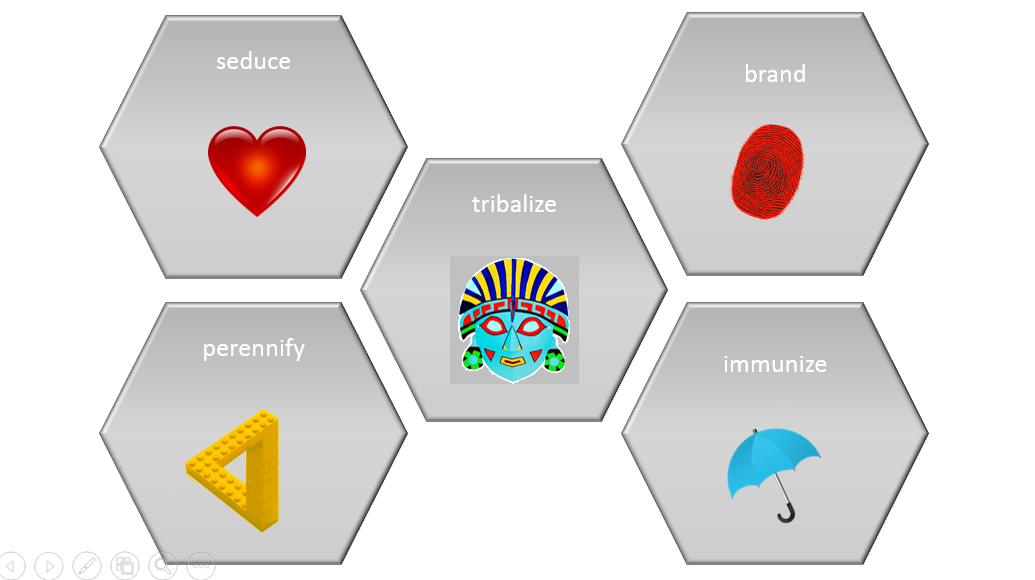 seduce
brand
tribalize
perennify
immunize